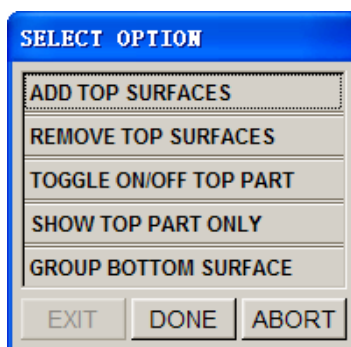 SELECT OPTION
ADD TOP SURFACES
REMOVE TOP SURFACES
TOGGLE ON/OFF TOP PART
SHOW TOP PART ONLY
GROUP BOTTOM SURFACE
EXIT DONE ABORT